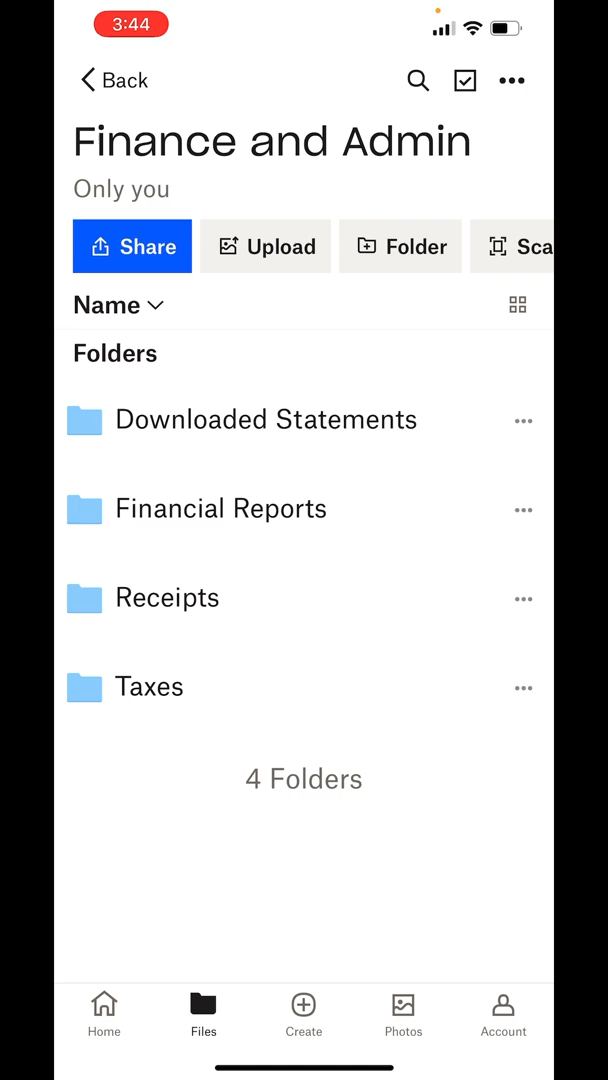 3:44
Back
Finance and Admin
Only you
Share Upload Folder Sca
Name
Folders
Downloaded Statements
Financial Reports
Receipts
Taxes
4 Folders
Home Files Create Photos Account